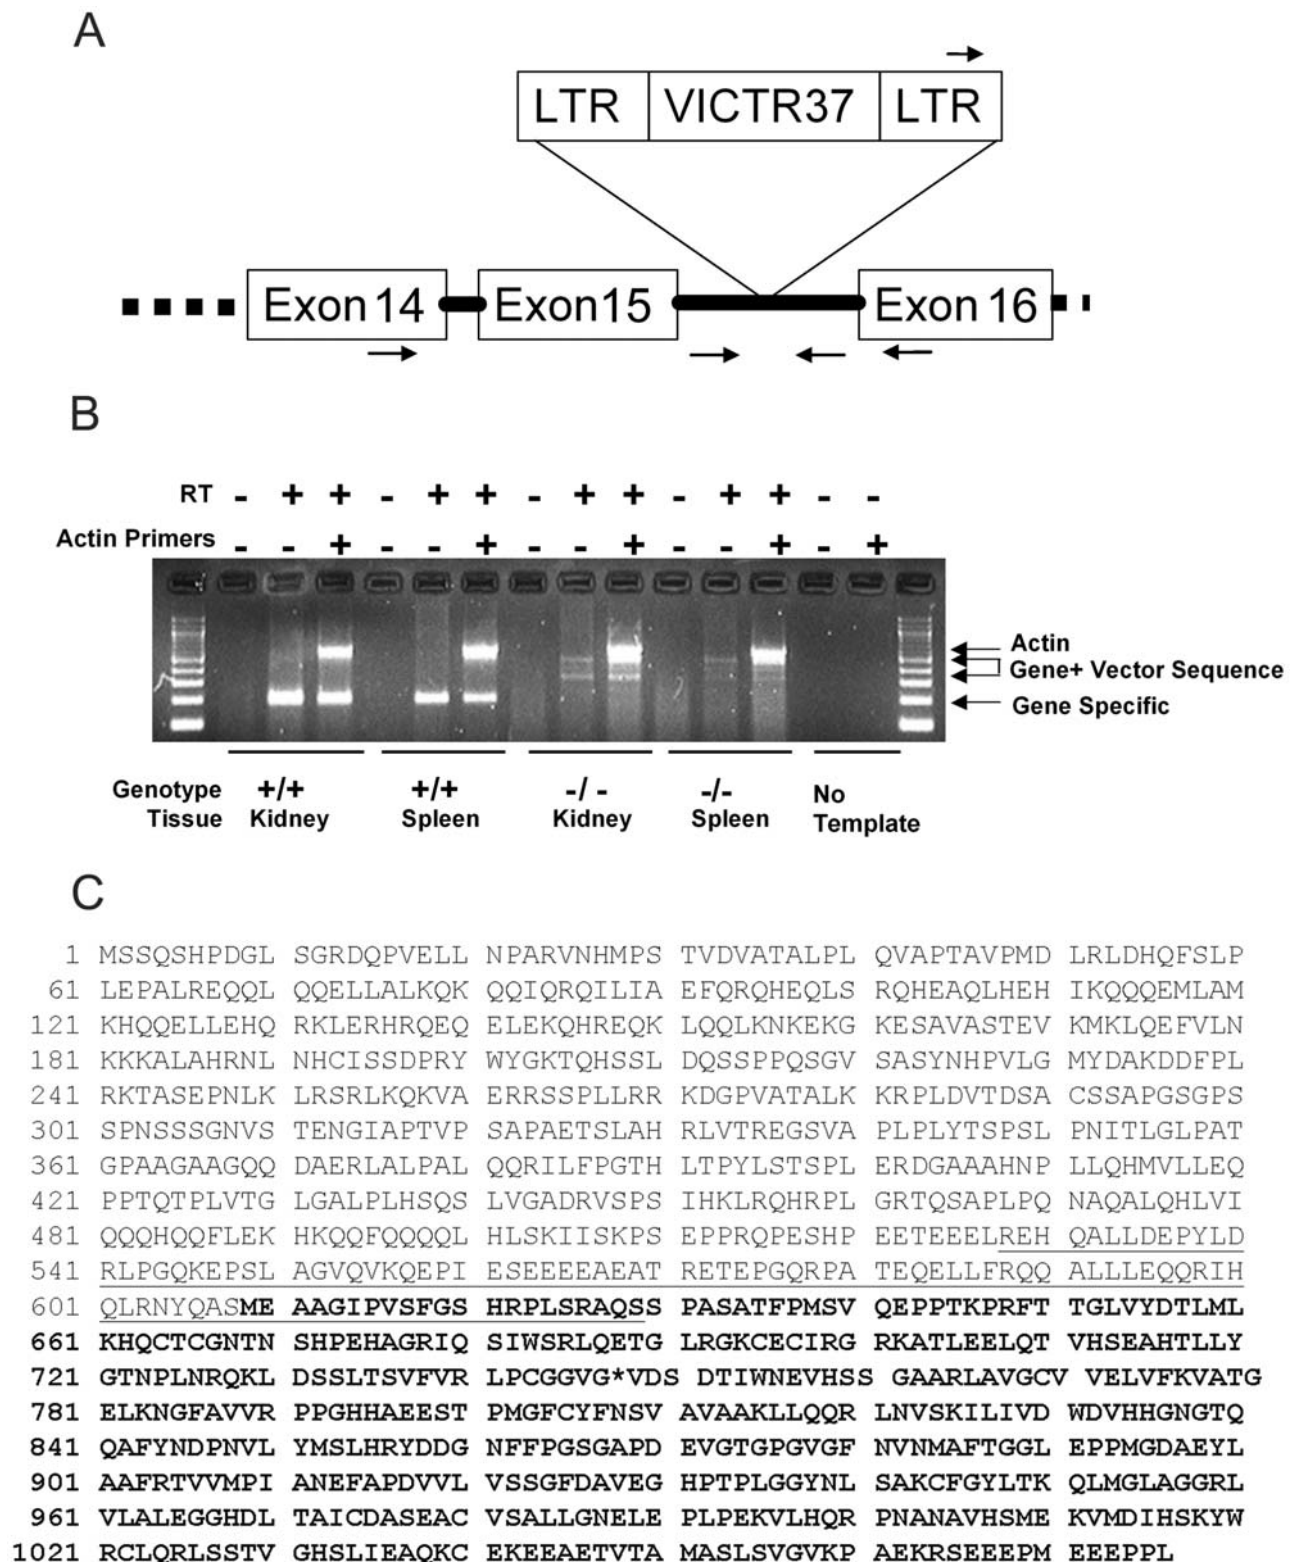 A
LTR VICTR37 LTR
Exon 14 Exon15 Exon 16
B
RT - + + - + + - + + - + + - -
Actin Primers - - + - - + - - + - - + - +
Actin
Gene+ Vector Sequence
Gene Specific
Genotype +/+ +/+ -/- -/- No
Tissue Kidney Spleen Kidney Spleen Template
C
1 MSSQSHPDGL SGRDQPVELL NPARVNHMPS TVDVATALPL QVAPTAVPMD LRLDHQFSLP
61 LEPALREQQL QQELLALKQK QQIQRQILIA EFQRQHEQLS RQHEAQLHEH IKQQQEMLAM
121 KHQQELLEHQ RKLERHRQEQ ELEKQHREQK LQQLKNKEKG KESAVASTEV KMKLQEFVLN
181 KKKALAHRNL NHCISSDPRY WYGKTQHSSL DQSSPPQSGV SASYNHPVLG MYDAKDDFPL
241 RKTASEPNLK LRSRLKQKVA ERRSSPLLRR KDGPVATALK KRPLDVTDSA CSSAPGSGPS
301 SPNSSSGNVS TENGIAPTVP SAPAETSLAH RLVTREGSVA PLPLYTSPSL PNITLGLPAT
361 GPAAGAAGQQ DAERLALPAL QQRILFPGTH LTPYLSTSPL ERDGAAAHNP LLQHMVLLEQ
421 PPTQTPLVTG LGALPLHSQS LVGADRVSPS IHKLRQHRPL GRTQSAPLPQ NAQALQHLVI
481 QQQHQQFLEK HKQQFQQQQL HLSKIISKPS EPPRQPESHP EETEEELREH QALLDEPYLD
541 RLPGQKEPSL AGVQVKQEPI ESEEEEAEAT RETEPGQRPA TEQELLFRQQ ALLLEQQRIH
601 QLRNYQASME AAGIPVSFGS HRPLSRAQSS PASATFPMSV QEPPTKPRFT TGLVYDTLML
661 KHQCTCGNTN SHPEHAGRIQ SIWSRLQETG LRGKCECIRG RKATLEELQT VHSEAHTLLY
721 GTNPLNRQKL DSSLTSVFVR LPCGGVG*VDS DTIWNEVHSS GAARLAVGCV VELVFKVATG
781 ELKNGFAVVR PPGHHAEEST PMGFCYFNSV AVAAKLLQQR LNVSKILIVD WDVHHGNGTQ
841 QAFYNDPNVL YMSLHRYDDG NFFPGSGAPD EVGTGPGVGF NVNMAFTGGL EPPMGDAEYL
901 AAFRTVVMPI ANEFAPDVVL VSSGFDAVEG HPTPLGGYNL SAKCFGYLTK QLMGLAGGRL
961 VLALEGGHDL TAICDASEAC VSALLGNELE PLPEKVLHQR PNANAVHSME KVMDIHSKYW
1021 RCLQRLSSTV GHSLIEAQKC EKEEAETVTA MASLSVGVKP AEKRSEEEPM EEEPPL